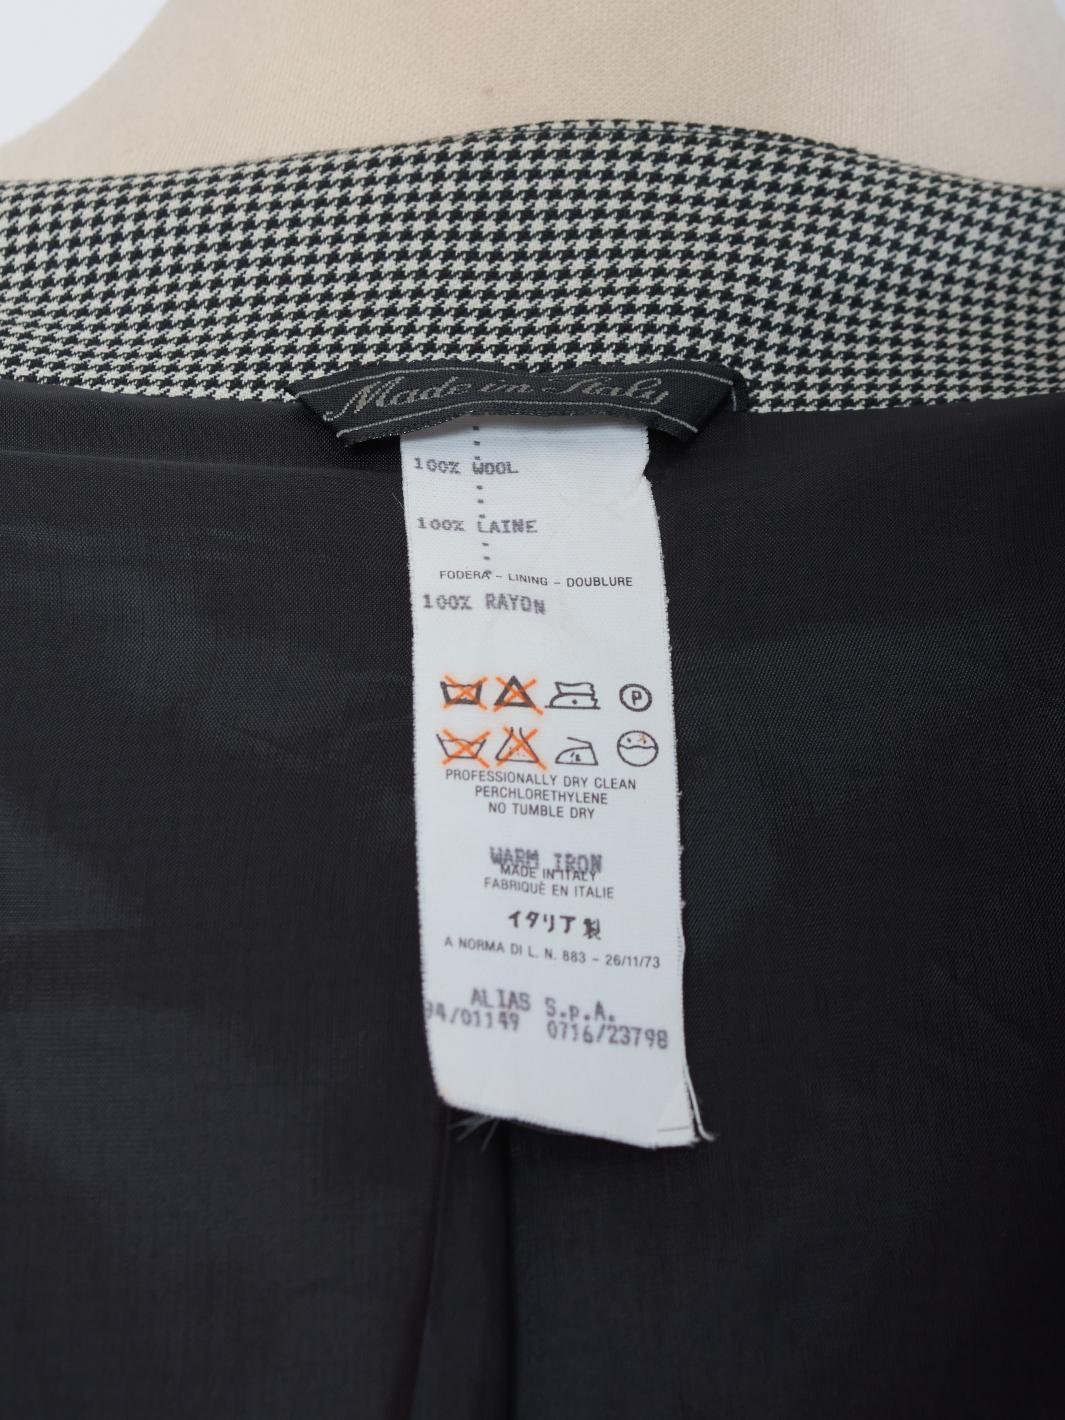 Made in Italy
100% WOOL
100% LAINE
FODERA - LINING - DOUBLURE
100% RAYON
P
PROFESSIONALLY DRY CLEAN
PERCHLORETHYLENE
NO TUMBLE DRY
WARM IRON
MADE IN ITALY
FABRIQUÈ EN ITALIE
イタリア製
A NORMA DI L. N. 883 - 26/11/73
ALIAS S.p.A.
94/01149 0716/23798